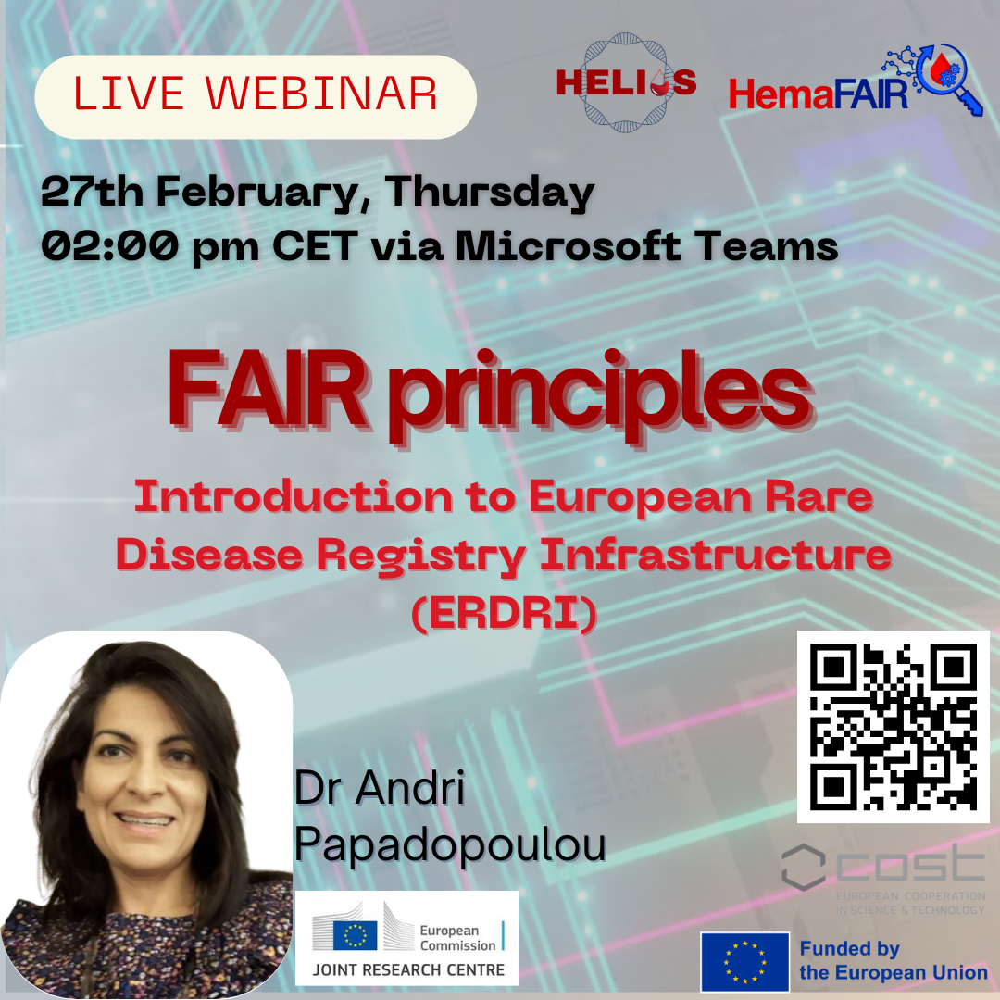 LIVE WEBINAR
HELIOS
HemaFAIR
27th February, Thursday
02:00 pm CET via Microsoft Teams
FAIR principles
Introduction to European Rare
Disease Registry Infrastructure
(ERDRI)
Dr Andri
Papadopoulou
European
Commission
JOINT RESEARCH CENTRE
cost
EUROPEAN COOPERATION
IN SCIENCE & TECHNOLOGY
Funded by
the European Union